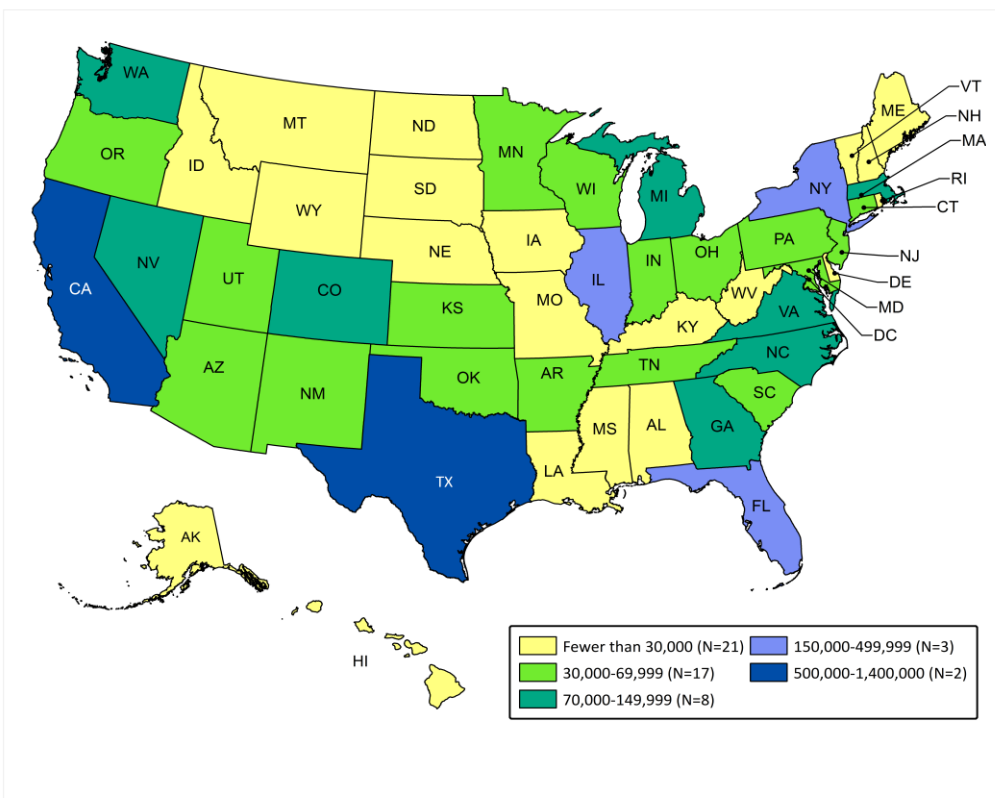 WA
VT
ME
MT
ND
NH
OR
MN
MA
ID
WI
NY
SD
MI
RI
WY
CT
IA
PA
NE
NJ
OH
IN
NV
IL
UT
DE
CA
CO
WV
MO
VA
MD
KS
KY
DC
NC
TN
AZ
AR
OK
NM
SC
GA
AL
MS
LA
TX
FL
AK
HI
Fewer than 30,000 (N=21)
150,000-499,999 (N=3)
30,000-69,999 (N=17)
500,000-1,400,000 (N=2)
70,000-149,999 (N=8)